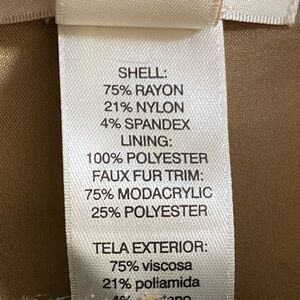 SHELL:
75% RAYON
21% NYLON
4% SPANDEX
LINING:
100% POLYESTER
FAUX FUR TRIM:
75% MODACRYLIC
25% POLYESTER
TELA EXTERIOR:
75% viscosa
21% poliamida
4%